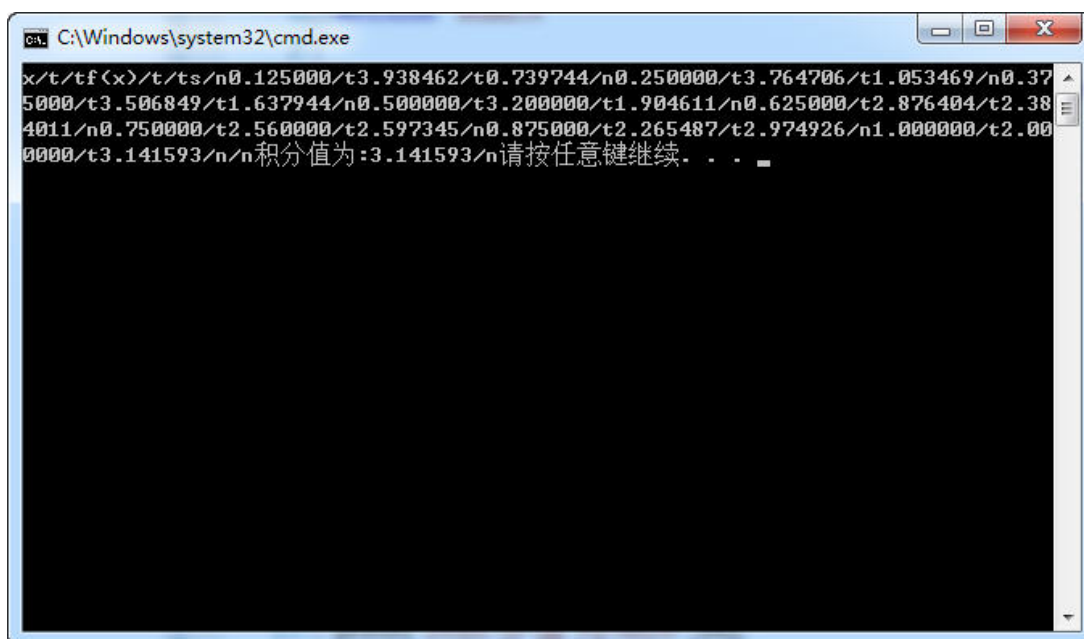 C:\Windows\system32\cmd.exe
x/t/tf(x)/t/ts/n0.125000/t3.938462/t0.739744/n0.250000/t3.764706/t1.053469/n0.37
5000/t3.506849/t1.637944/n0.500000/t3.200000/t1.904611/n0.625000/t2.876404/t2.38
4011/n0.750000/t2.560000/t2.597345/n0.875000/t2.265487/t2.974926/n1.000000/t2.00
0000/t3.141593/n/n积分值为:3.141593/n请按任意键继续. . .